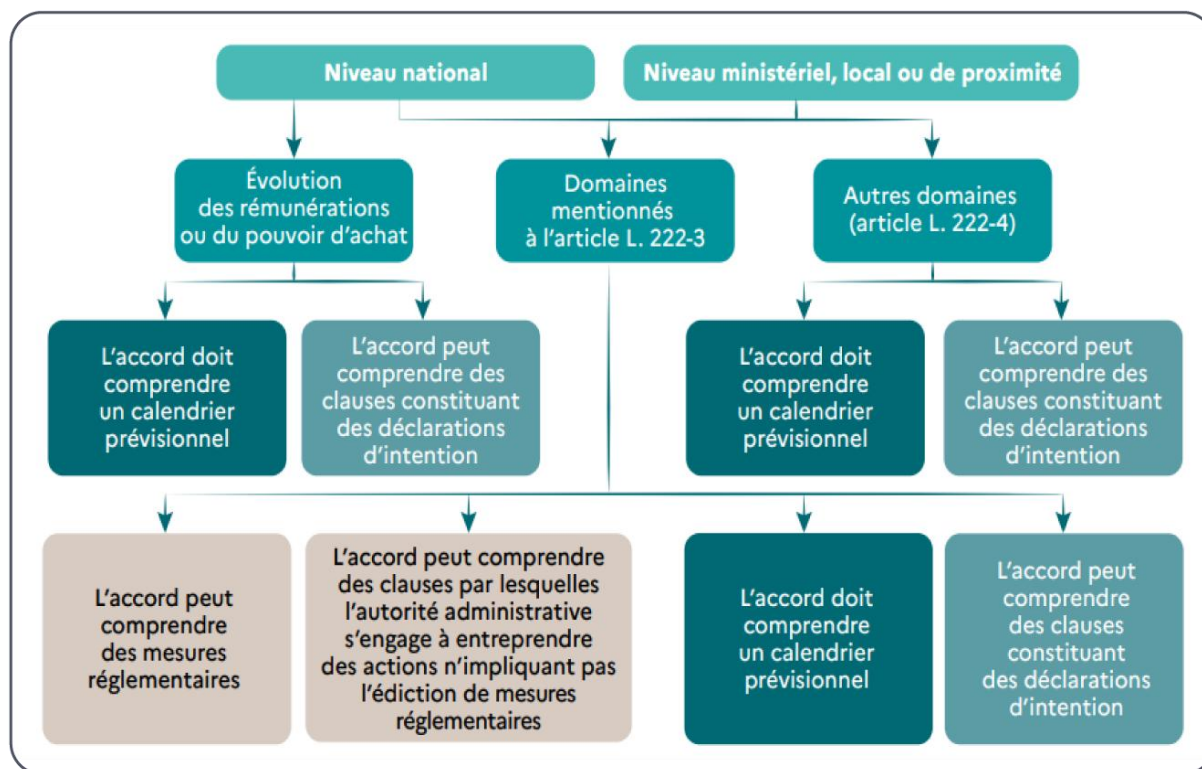 Niveau national
Niveau ministériel, local ou de proximité
Évolution
des rémunérations
ou du pouvoir d’achat
Domaines
mentionnés
à l’article L. 222-3
Autres domaines
(article L. 222-4)
L’accord doit
comprendre
un calendrier
prévisionnel
L’accord peut
comprendre des
clauses constituant
des déclarations
d’intention
L’accord doit
comprendre
un calendrier
prévisionnel
L’accord peut
comprendre des
clauses constituant
des déclarations
d’intention
L’accord peut
comprendre
des mesures
réglementaires
L’accord peut comprendre
des clauses par lesquelles
l’autorité administrative
s’engage à entreprendre
des actions n’impliquant pas
l’édiction de mesures
réglementaires
L’accord doit
comprendre
un calendrier
prévisionnel
L’accord peut
comprendre
des clauses
constituant
des déclarations
d’intention